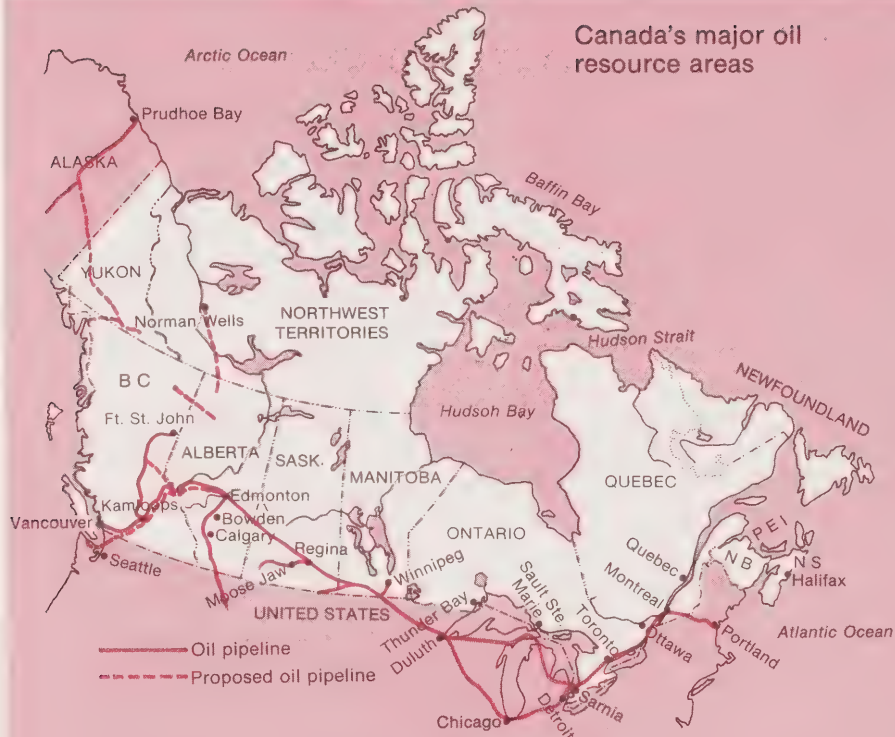 Canada's major oil
resource areas
Arctic Ocean
Prudhoe Bay
ALASKA
Baffin Bay
YUKON
Norman Wells
NORTHWEST
TERRITORIES
Hudson Strait
NEWFOUNDLAND
B C
Hudson Bay
Ft. St. John
ALBERTA
SASK.
MANITOBA
QUEBEC
Kamloops
Edmonton
Vancouver
Bowden
Calgary
ONTARIO
Seattle
Regina
Moose Jaw
Winnipeg
Quebec
PEI
N B
N S
Halifax
Montreal
UNITED STATES
Thunder Bay
Sault Ste.
Marie
Toronto
Ottawa
Portland
Atlantic Ocean
Duluth
Oil pipeline
Proposed oil pipeline
Sarnia
Detroit
Chicago